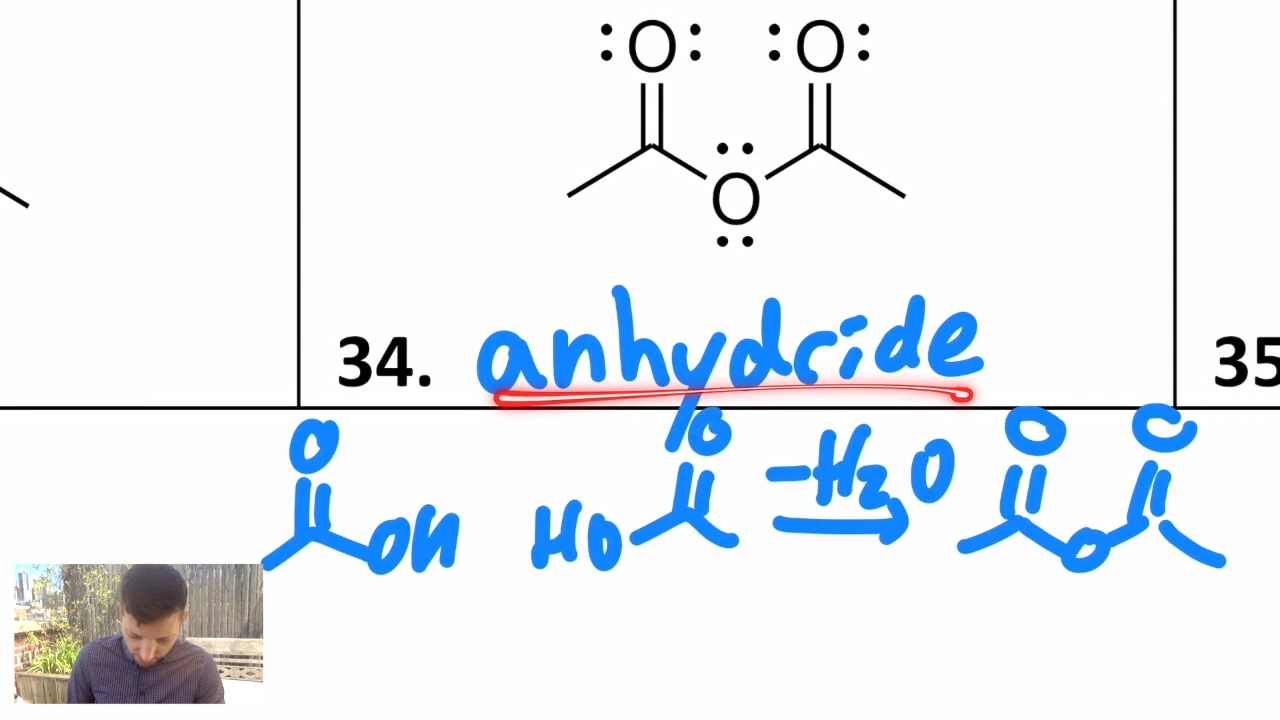 :O: :O:
O
34. anhydride
35
O O O O
OH HO -H₂O O